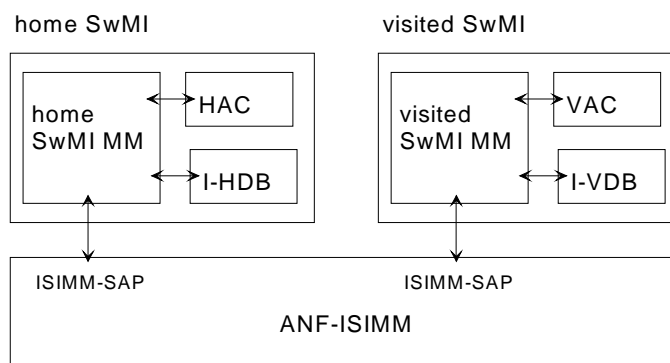 home SwMI
visited SwMI
home
SwMI MM
HAC
I-HDB
visited
SwMI MM
VAC
I-VDB
ISIMM-SAP
ISIMM-SAP
ANF-ISIMM